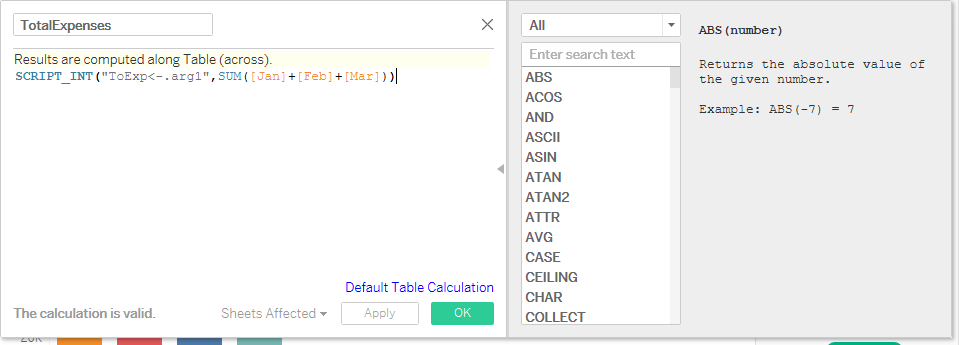 TotalExpenses
Results are computed along Table (across).
SCRIPT_INT("ToExp<-.arg1",SUM([Jan]+[Feb]+[Mar]))
Default Table Calculation
The calculation is valid.
Sheets Affected
Apply
OK
All
Enter search text
ABS
ACOS
AND
ASCII
ASIN
ATAN
ATAN2
ATTR
AVG
CASE
CEILING
CHAR
COLLECT
ABS(number)
Returns the absolute value of
the given number.
Example: ABS(-7) = 7